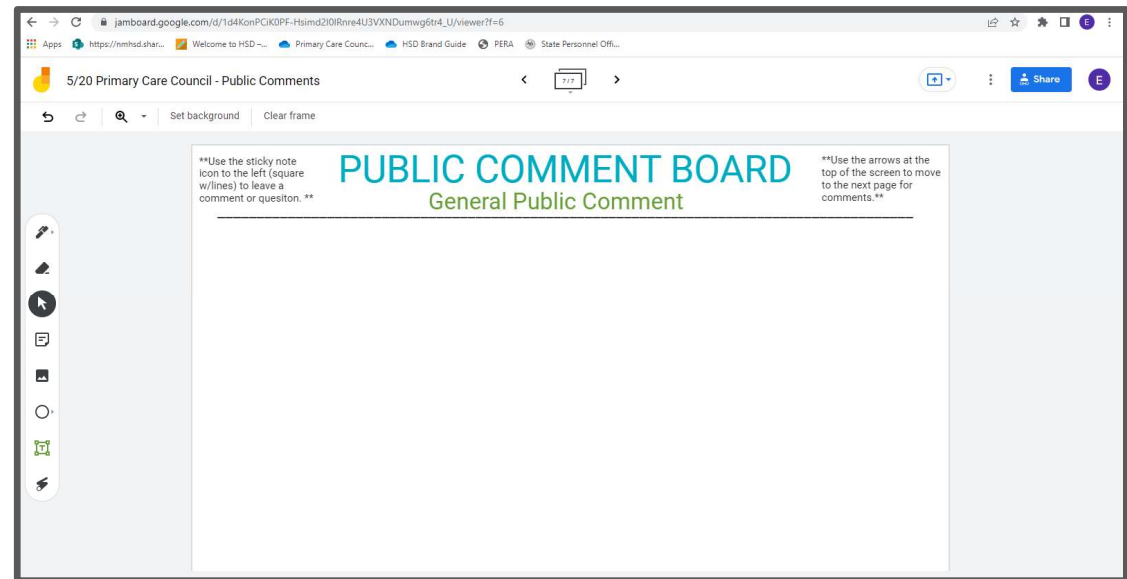 jamboard.google.com/d/1d4KonPCiK0PF-Hsimd2I0IRnre4U3VXNDumwg6tr4_U/viewer?f=6
E
Apps https://nmhsd.shar... Welcome to HSD –... Primary Care Counc... HSD Brand Guide PERA State Personnel Offi...
5/20 Primary Care Council - Public Comments
7 / 7
Share
E
Set background Clear frame
**Use the sticky note
icon to the left (square
w/lines) to leave a
comment or quesiton. **
PUBLIC COMMENT BOARD
General Public Comment
**Use the arrows at the
top of the screen to move
to the next page for
comments.**